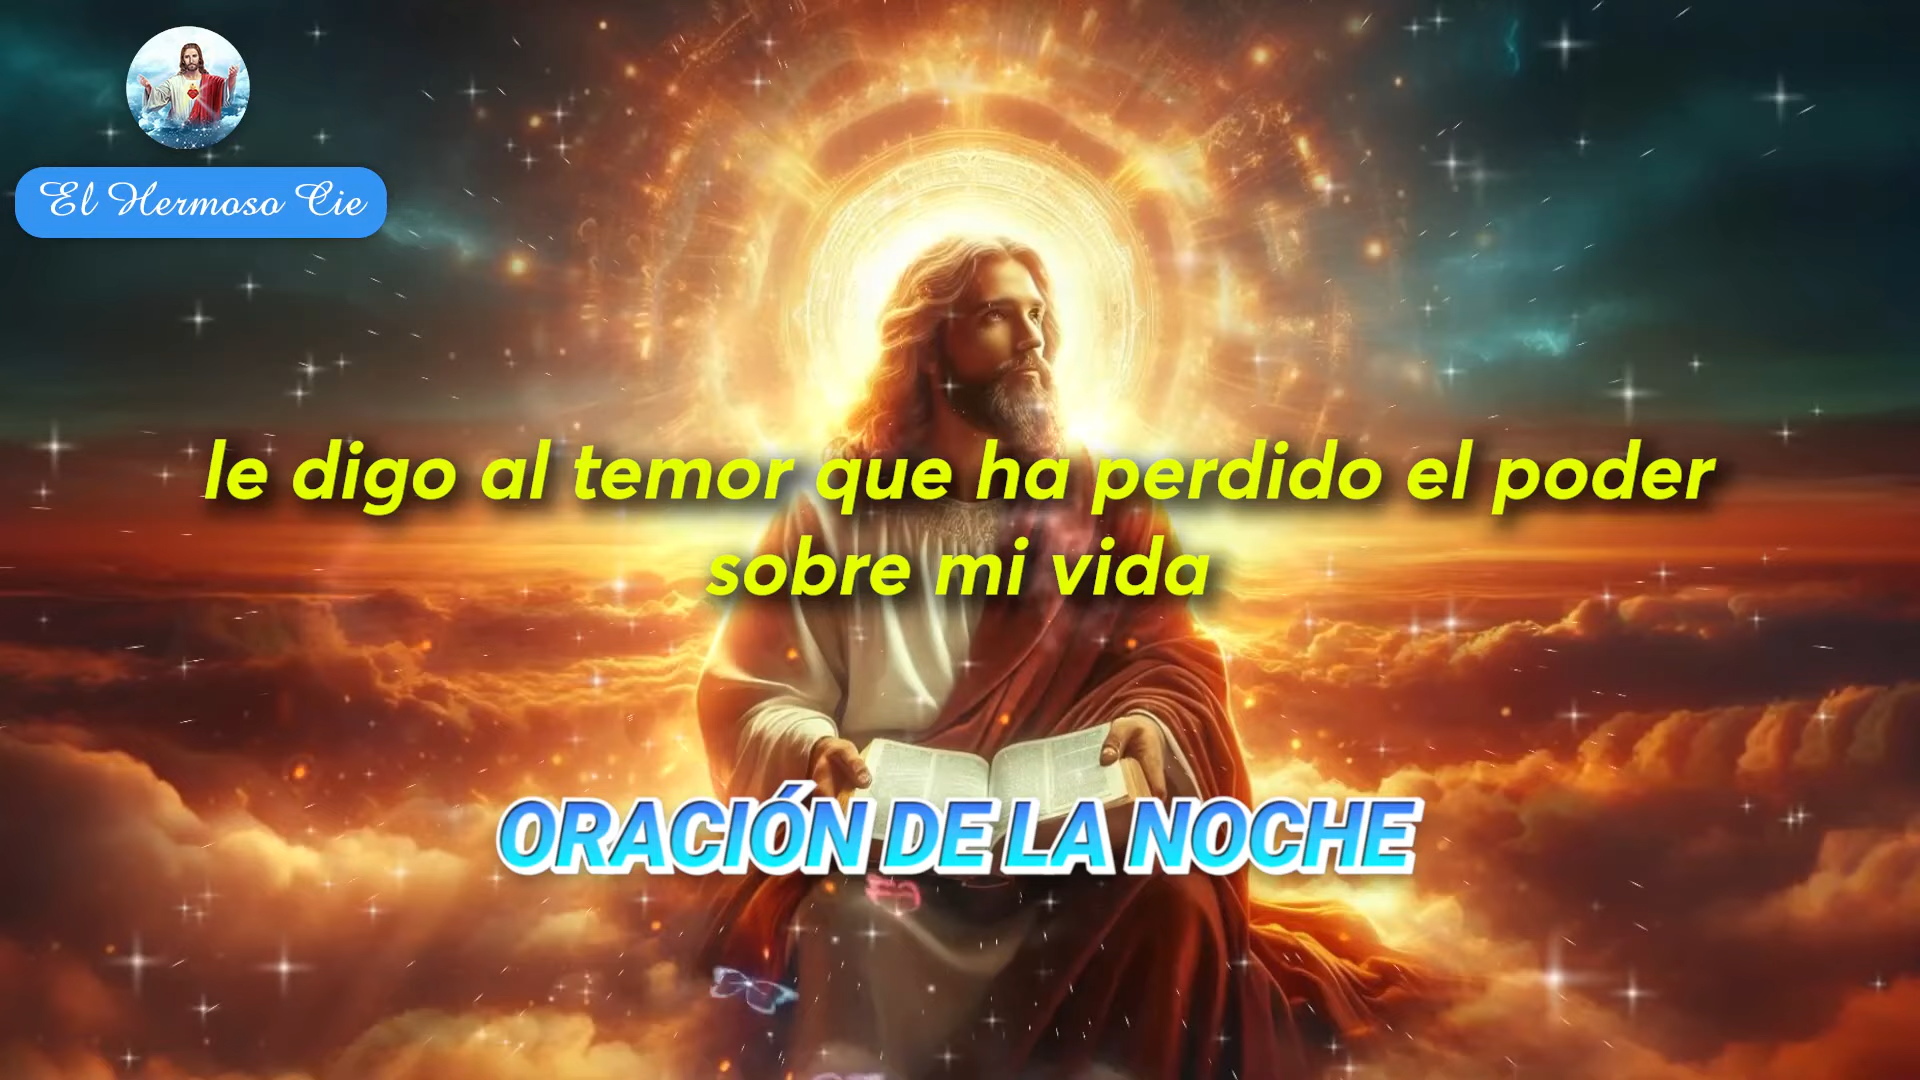 El Hermoso Cie
le digo al temor que ha perdido el poder
sobre mi vida
ORACIÓN DE LA NOCHE